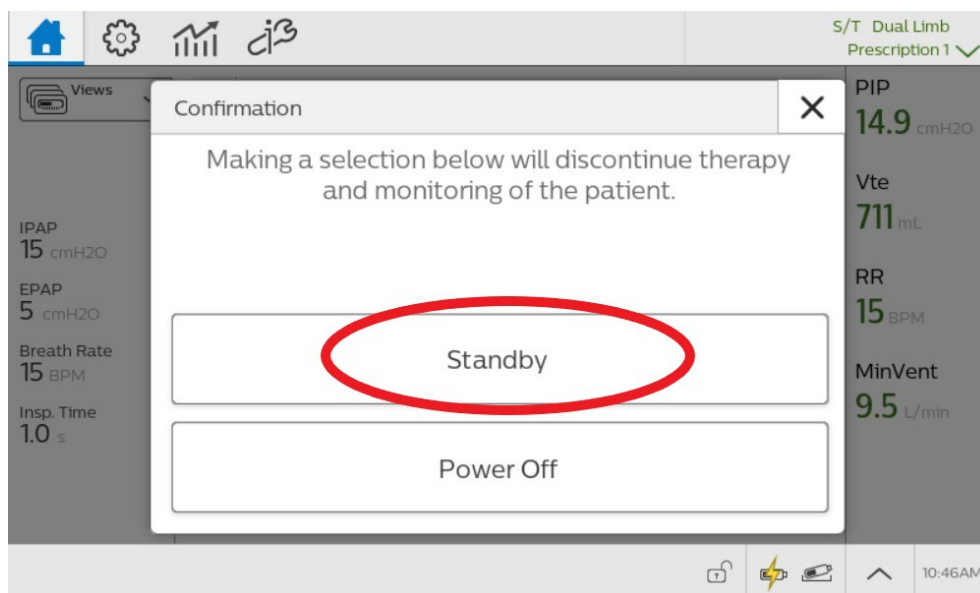 S/T Dual Limb
Prescription 1
Views
Confirmation
Making a selection below will discontinue therapy
and monitoring of the patient.
Standby
Power Off
IPAP
15 cmH2O
EPAP
5 cmH2O
Breath Rate
15 BPM
Insp. Time
1.0 s
PIP
14.9 cmH2O
Vte
711 mL
RR
15 BPM
MinVent
9.5 L/min
10:46AM